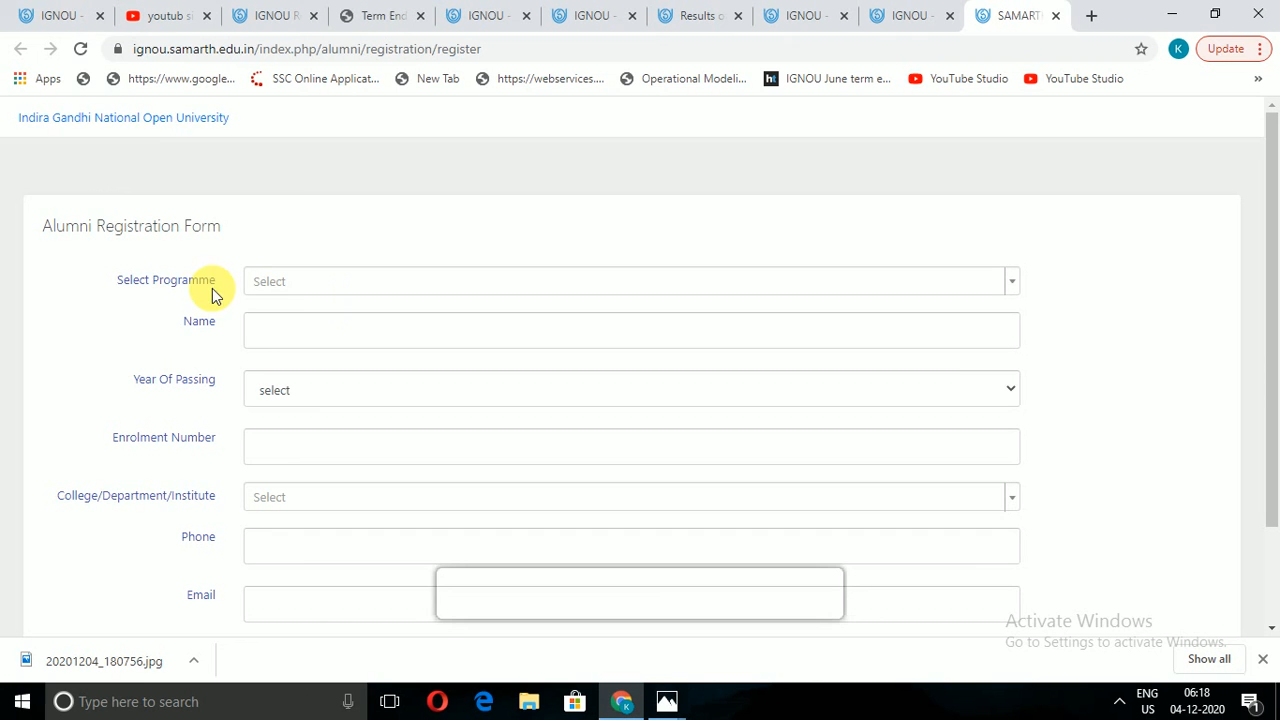 IGNOU - youtub si IGNOU R Term End IGNOU - IGNOU - Results o IGNOU - IGNOU - SAMARTH
ignou.samarth.edu.in/index.php/alumni/registration/register K Update
Apps https://www.google... SSC Online Applicat... New Tab https://webservices.... Operational Modeli... ht IGNOU June term e... YouTube Studio YouTube Studio »
Indira Gandhi National Open University
Alumni Registration Form
Select Programme Select
Name
Year Of Passing select
Enrolment Number
College/Department/Institute Select
Phone
Email
Activate Windows
Go to Settings to activate Windows.
20201204_180756.jpg Show all
Type here to search K ENG 06:18
US 04-12-2020 1